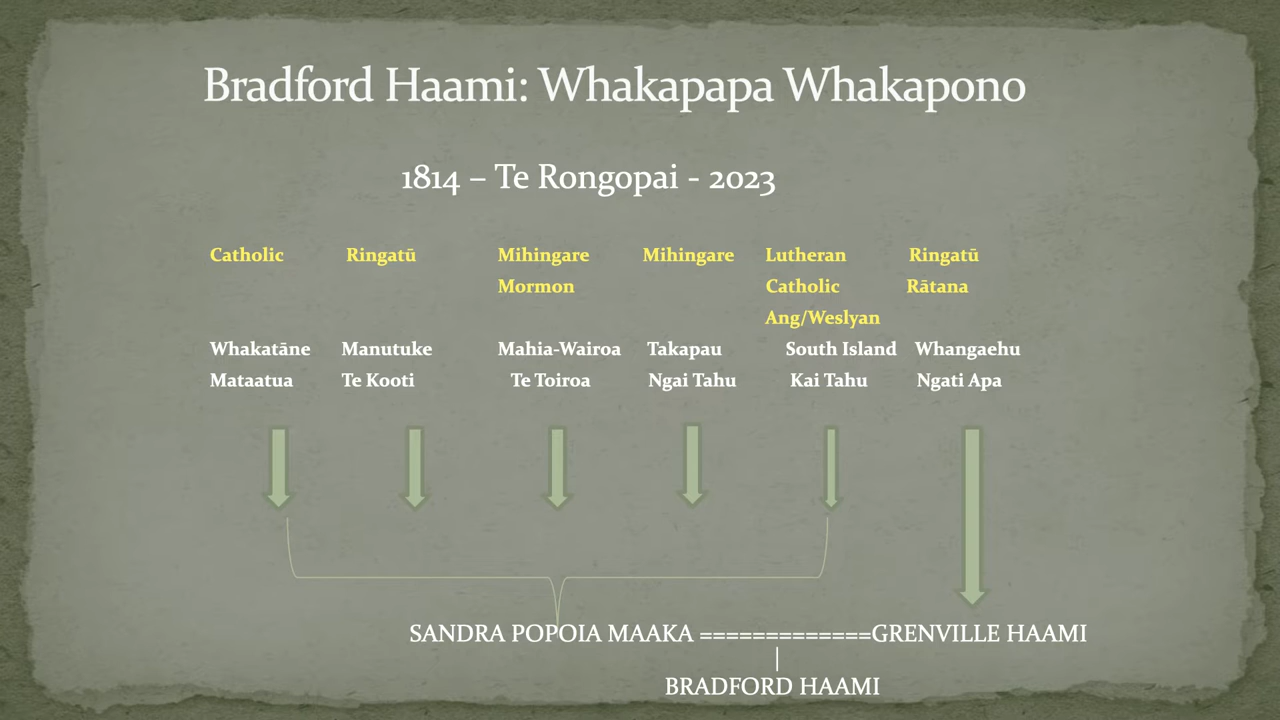 Bradford Haami: Whakapapa Whakapono
1814 – Te Rongopai - 2023
Catholic Ringatū Mihingare Mihingare Lutheran Ringatū
Mormon Catholic Rātana
Ang/Weslyan
Whakatāne Manutuke Mahia-Wairoa Takapau South Island Whangaehu
Mataatua Te Kooti Te Toiroa Ngai Tahu Kai Tahu Ngati Apa
SANDRA POPOIA MAAKA =============GRENVILLE HAAMI
|
BRADFORD HAAMI